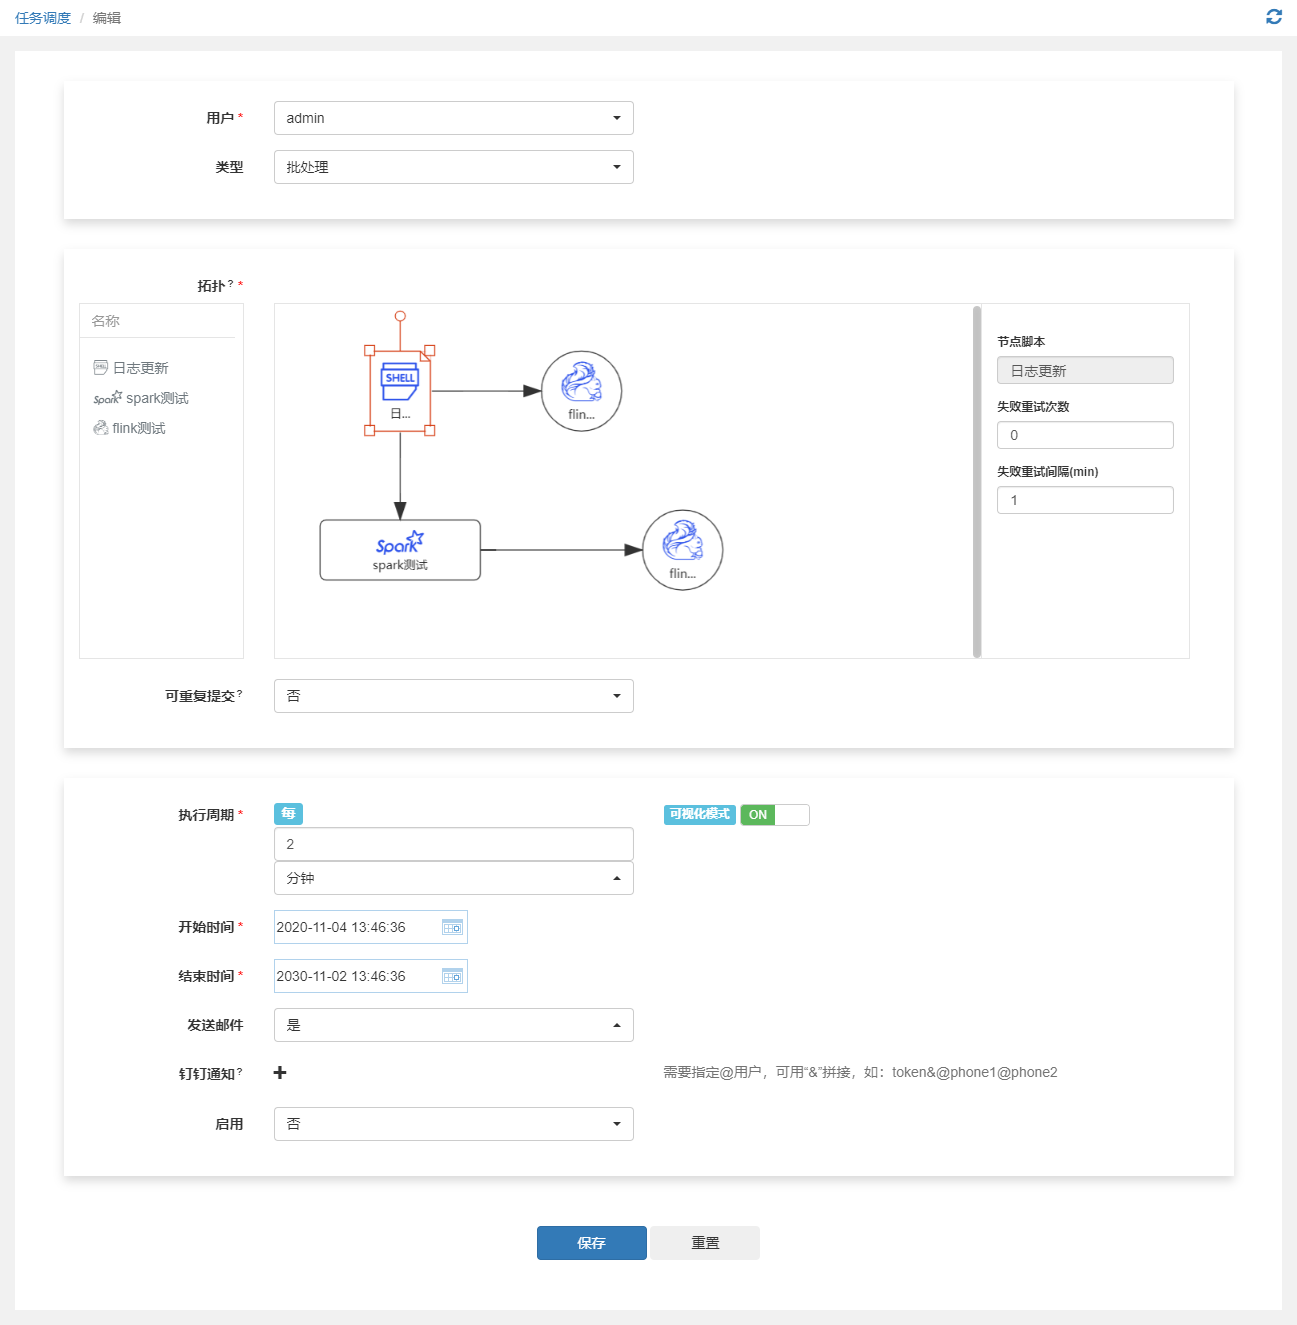 任务调度 / 编辑
用户 *
admin
类型
批处理
拓扑? *
名称
日志更新
Spark spark测试
flink测试
SHELL
日...
flin...
Spark
spark测试
flin...
节点脚本
日志更新
失败重试次数
0
失败重试间隔(min)
1
可重复提交?
否
执行周期 *
每
2
分钟
可视化模式 ON
开始时间 *
2020-11-04 13:46:36
结束时间 *
2030-11-02 13:46:36
发送邮件
是
钉钉通知?
需要指定@用户，可用“&”拼接，如：token&@phone1@phone2
启用
否
保存
重置